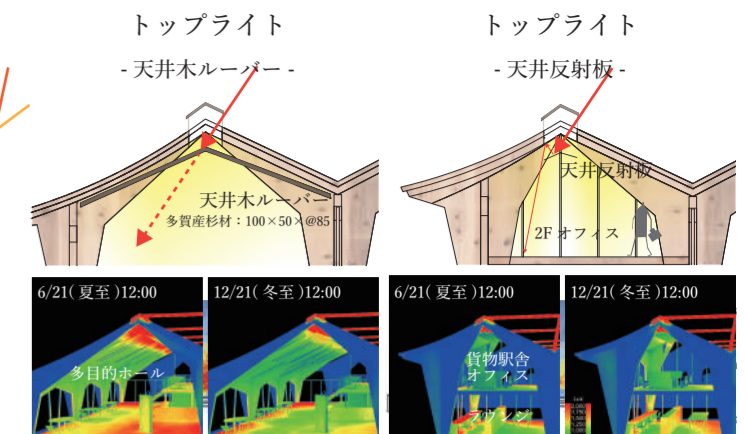 トップライト
- 天井木ルーバー -
天井木ルーバー
多賀産杉材：100×50×@85
6/21( 夏至 )12:00
多目的ホール
12/21( 冬至 )12:00
トップライト
- 天井反射板 -
天井反射板
2F オフィス
6/21( 夏至 )12:00
貨物駅舎
オフィス
ラウンジ
12/21( 冬至 )12:00